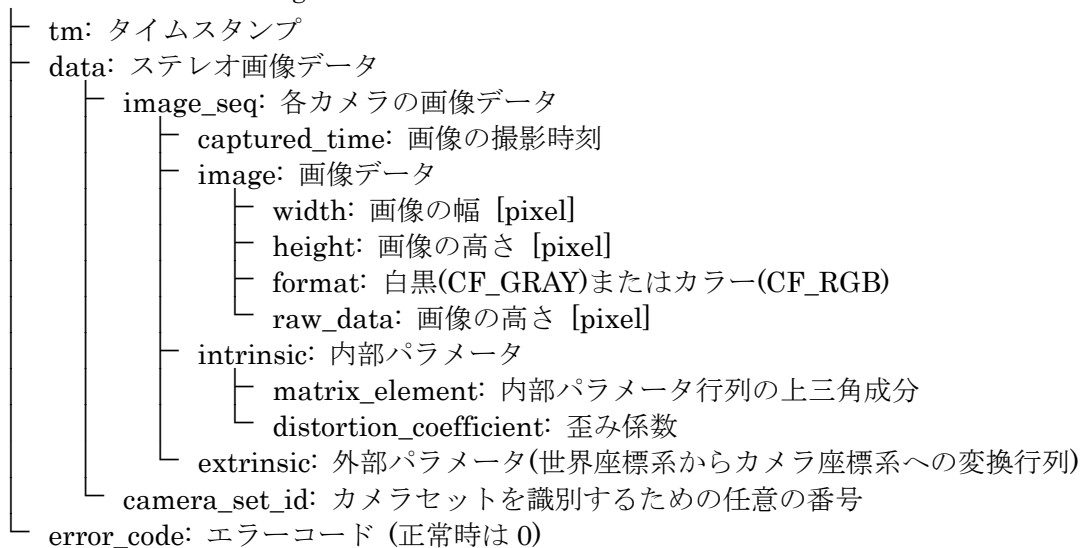 tm: タイムスタンプ
data: ステレオ画像データ
image_seq: 各カメラの画像データ
captured_time: 画像の撮影時刻
image: 画像データ
width: 画像の幅 [pixel]
height: 画像の高さ [pixel]
format: 白黒(CF_GRAY)またはカラー(CF_RGB)
raw_data: 画像の高さ [pixel]
intrinsic: 内部パラメータ
matrix_element: 内部パラメータ行列の上三角成分
distortion_coefficient: 歪み係数
extrinsic: 外部パラメータ(世界座標系からカメラ座標系への変換行列)
camera_set_id: カメラセットを識別するための任意の番号
error_code: エラーコード (正常時は 0)